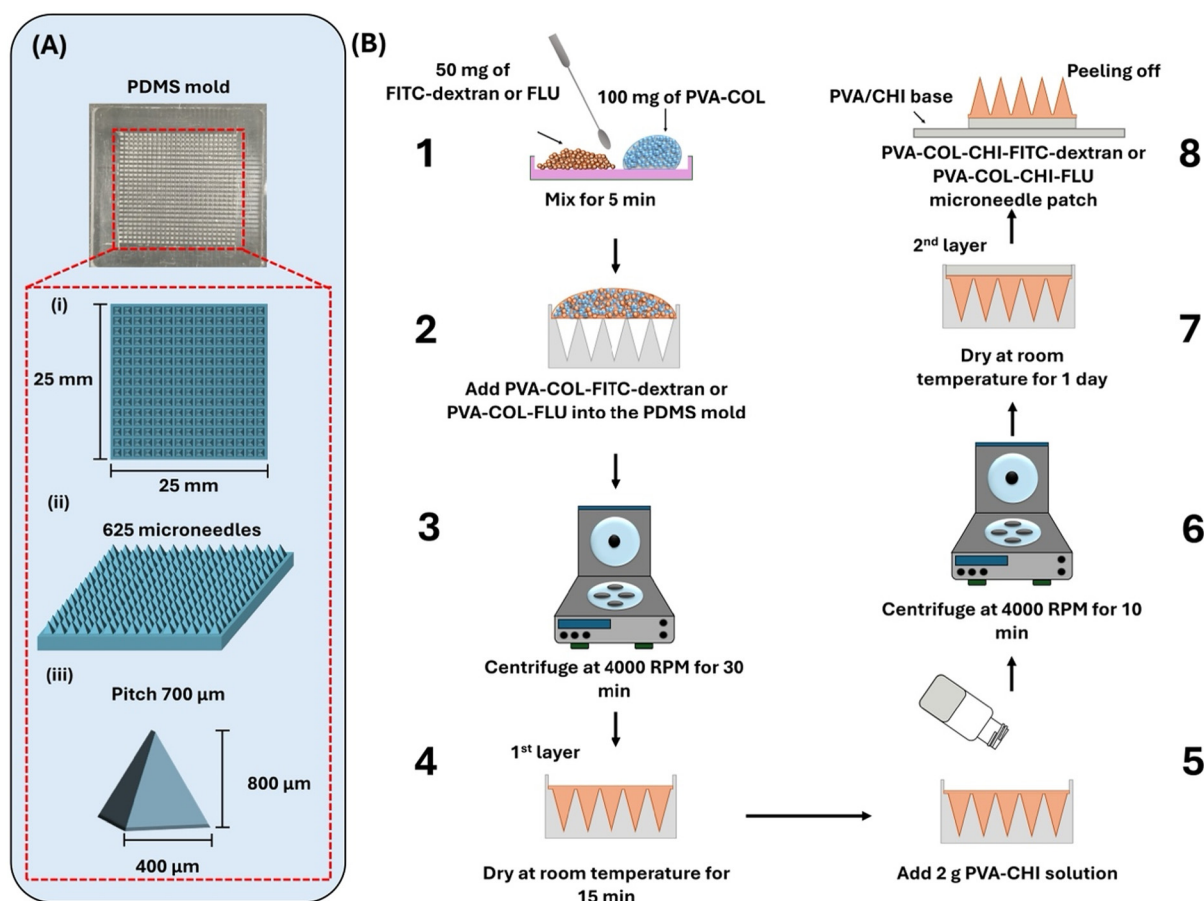 (A)
PDMS mold
(i)
25 mm
25 mm
(ii)
625 microneedles
(iii)
Pitch 700 µm
800 µm
400 µm
(B)
1
50 mg of
FITC-dextran or FLU
100 mg of PVA-COL
Mix for 5 min
2
Add PVA-COL-FITC-dextran or
PVA-COL-FLU into the PDMS mold
3
Centrifuge at 4000 RPM for 30
min
4
1st layer
Dry at room temperature for
15 min
5
Add 2 g PVA-CHI solution
6
Centrifuge at 4000 RPM for 10
min
7
2nd layer
Dry at room
temperature for 1 day
8
Peeling off
PVA/CHI base
PVA-COL-CHI-FITC-dextran or
PVA-COL-CHI-FLU
microneedle patch